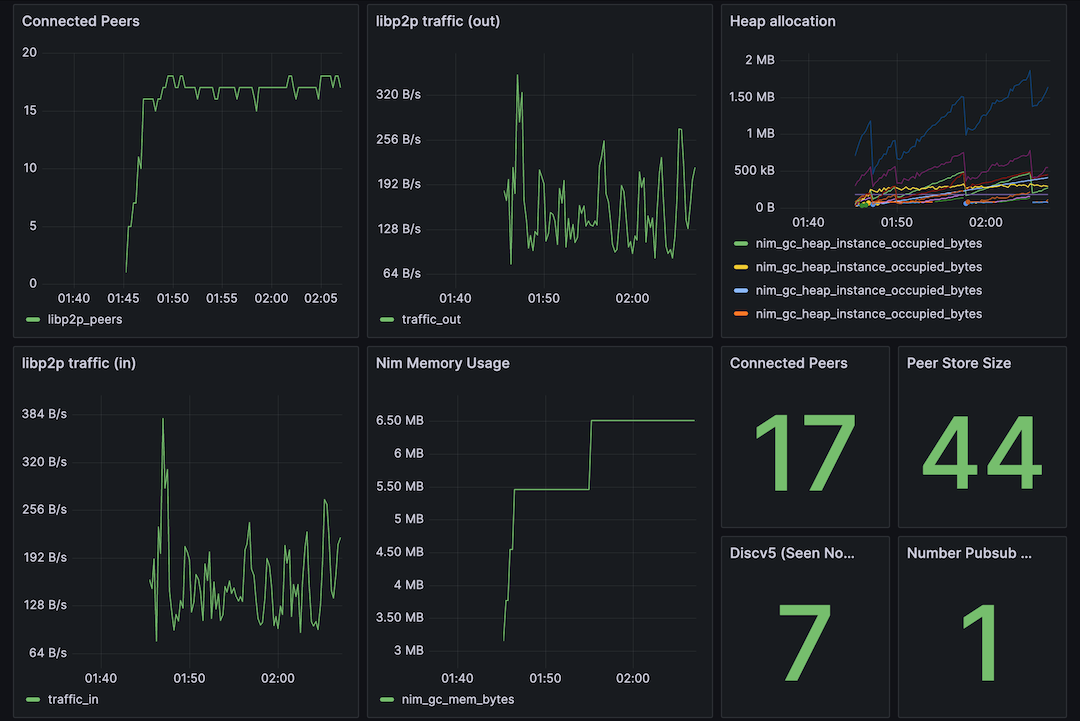 Connected Peers
20
15
10
5
0
01:40 01:45 01:50 01:55 02:00 02:05
libp2p_peers
libp2p traffic (out)
320 B/s
256 B/s
192 B/s
128 B/s
64 B/s
01:40 01:50 02:00
traffic_out
Heap allocation
2 MB
1.50 MB
1 MB
500 kB
0 B
01:40 01:50 02:00
nim_gc_heap_instance_occupied_bytes
nim_gc_heap_instance_occupied_bytes
nim_gc_heap_instance_occupied_bytes
nim_gc_heap_instance_occupied_bytes
libp2p traffic (in)
384 B/s
320 B/s
256 B/s
192 B/s
128 B/s
64 B/s
01:40 01:50 02:00
traffic_in
Nim Memory Usage
6.50 MB
6 MB
5.50 MB
5 MB
4.50 MB
4 MB
3.50 MB
3 MB
01:40 01:50 02:00
nim_gc_mem_bytes
Connected Peers
17
Peer Store Size
44
Discv5 (Seen No...
7
Number Pubsub ...
1